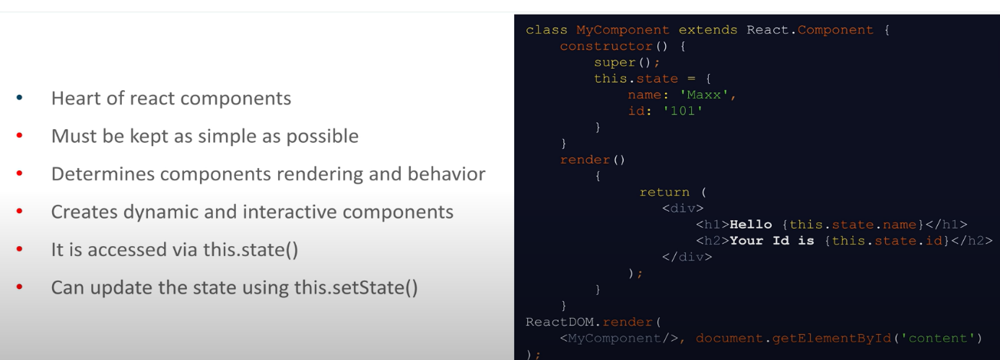 Heart of react components
Must be kept as simple as possible
Determines components rendering and behavior
Creates dynamic and interactive components
It is accessed via this.state()
Can update the state using this.setState()
class MyComponent extends React.Component {
    constructor() {
        super();
        this.state = {
            name: 'Maxx',
            id: '101'
        }
    }
    render()
        {
            return (
                <div>
                    <h1>Hello {this.state.name}</h1>
                    <h2>Your Id is {this.state.id}</h2>
                </div>
            );
        }
    }
ReactDOM.render(
    <MyComponent/>, document.getElementById('content')
);